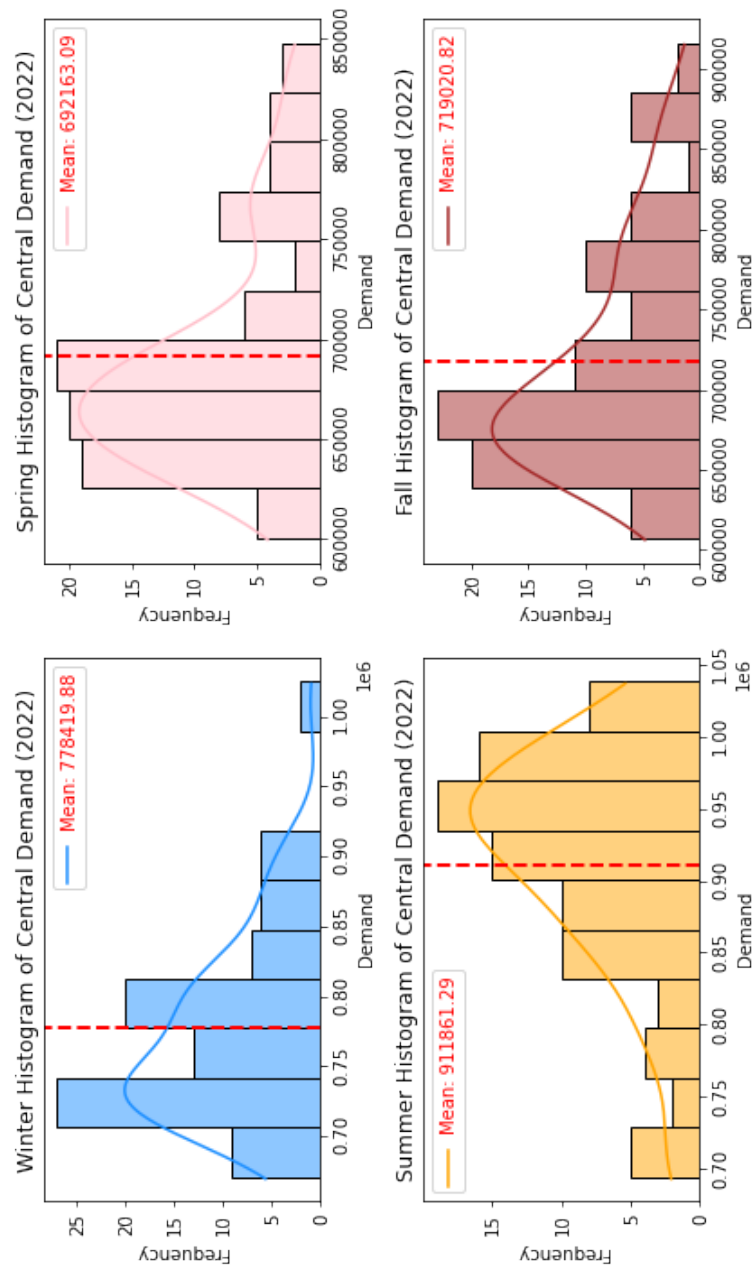 Winter Histogram of Central Demand (2022)
Mean: 778419.88
Frequency
25
20
15
10
5
0
0.70
0.75
0.80
0.85
0.90
0.95
1.00
1e6
Demand
Spring Histogram of Central Demand (2022)
Mean: 692163.09
Frequency
20
15
10
5
0
600000
650000
700000
750000
800000
850000
Demand
Summer Histogram of Central Demand (2022)
Mean: 911861.29
Frequency
15
10
5
0
0.70
0.75
0.80
0.85
0.90
0.95
1.00
1.05
1e6
Demand
Fall Histogram of Central Demand (2022)
Mean: 719020.82
Frequency
20
15
10
5
0
600000
650000
700000
750000
800000
850000
900000
Demand